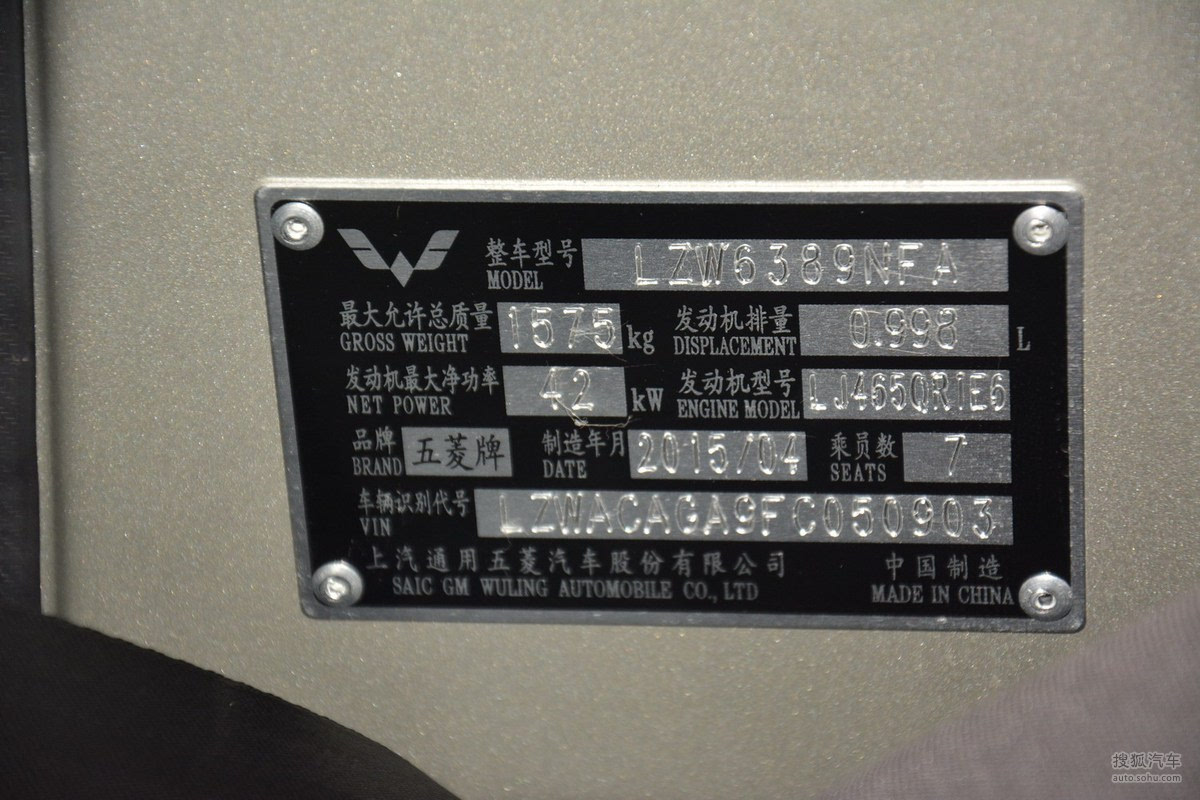 整车型号 LZW6389NFA
MODEL
最大允许总质量 1575 kg 发动机排量 0.998 L
GROSS WEIGHT DISPLACEMENT
发动机最大净功率 42 kW 发动机型号 LJ465QR1E6
NET POWER ENGINE MODEL
品牌 五菱牌 制造年月 2015/04 乘员数 7
BRAND DATE SEATS
车辆识别代号 LZWACAGA9FC050903
VIN
上汽通用五菱汽车股份有限公司 中国制造
SAIC GM WULING AUTOMOBILE CO., LTD MADE IN CHINA
搜狐汽车
auto.sohu.com